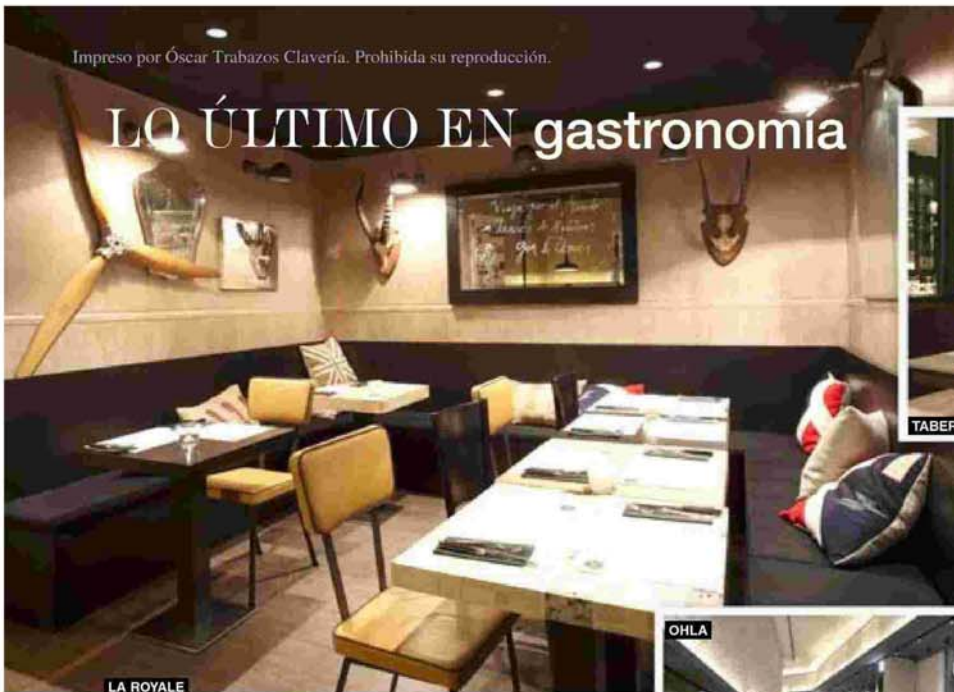 Impreso por Óscar Trabazos Clavería. Prohibida su reproducción.
LO ÚLTIMO EN gastronomía
TABER
OHLA
LA ROYALE